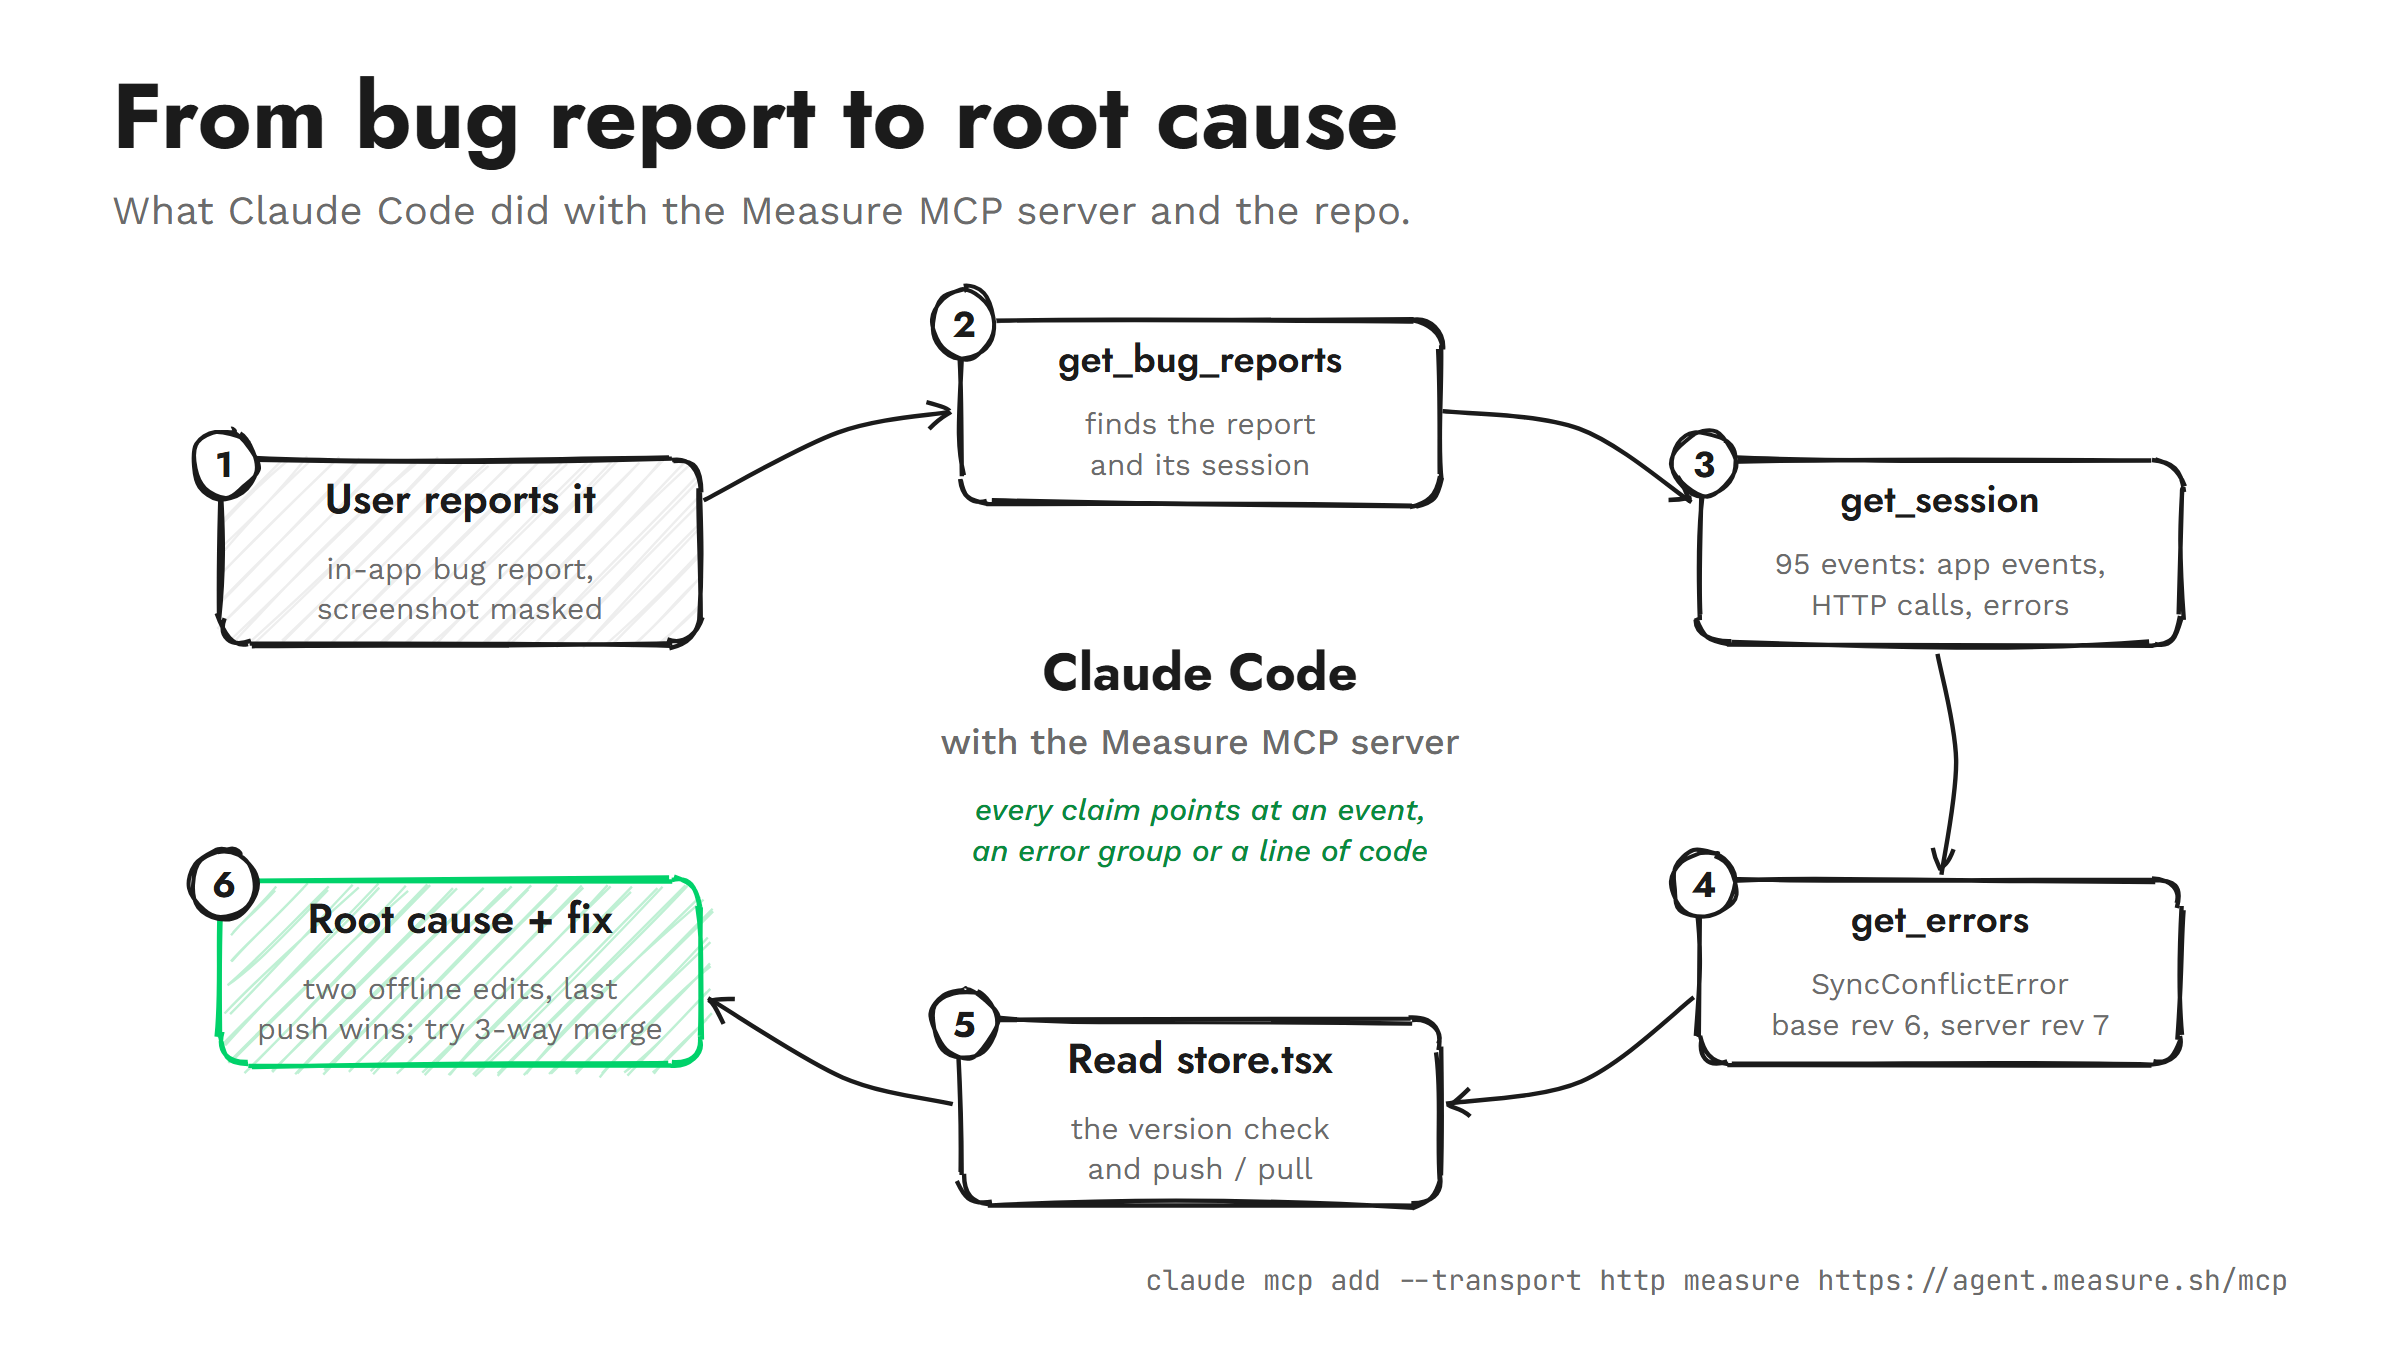 From bug report to root cause
What Claude Code did with the Measure MCP server and the repo.
1
User reports it
in-app bug report,
screenshot masked
2
get_bug_reports
finds the report
and its session
3
get_session
95 events: app events,
HTTP calls, errors
Claude Code
with the Measure MCP server
every claim points at an event,
an error group or a line of code
4
get_errors
SyncConflictError
base rev 6, server rev 7
5
Read store.tsx
the version check
and push / pull
6
Root cause + fix
two offline edits, last
push wins; try 3-way merge
claude mcp add --transport http measure https://agent.measure.sh/mcp